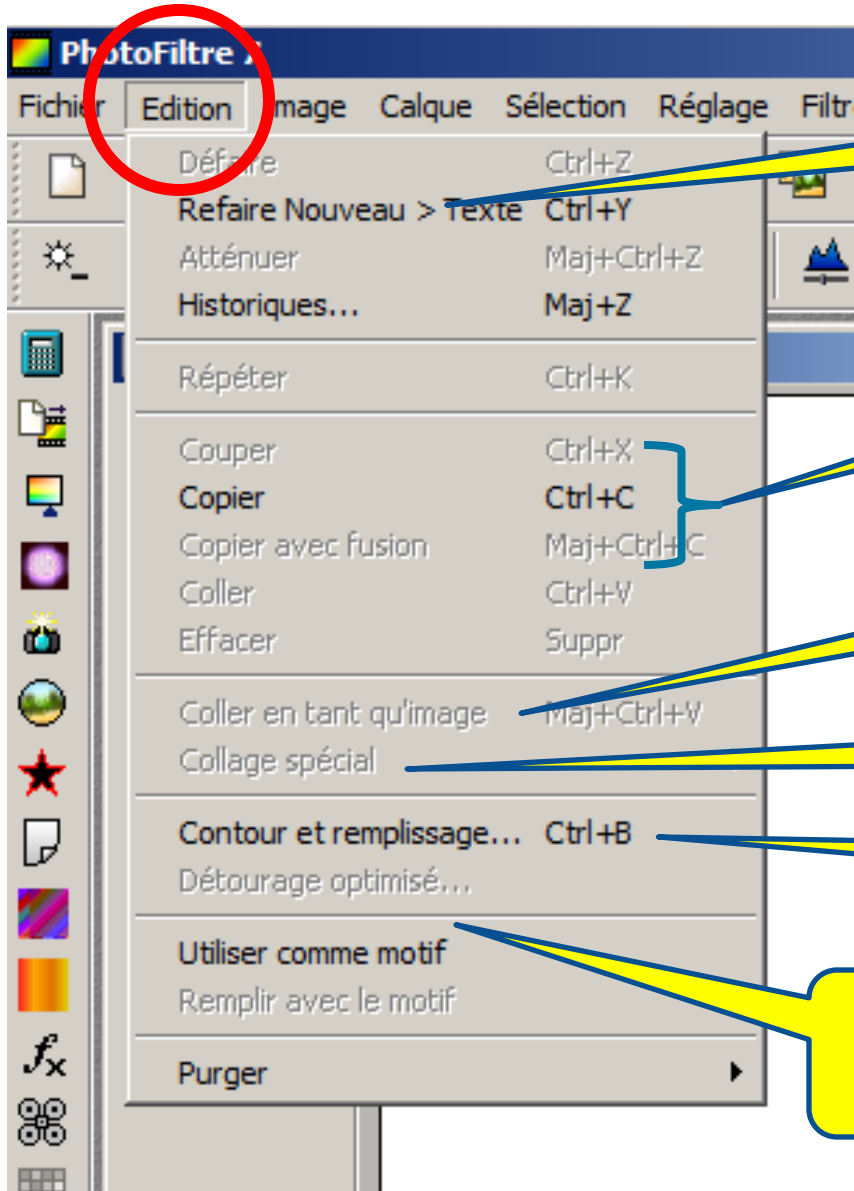 PhotoFiltre X
Fichier Edition Image Calque Sélection Réglage Filtr
Défaire Ctrl+Z
Refaire Nouveau > Texte Ctrl+Y
Atténuer Maj+Ctrl+Z
Historiques... Maj+Z
Répéter Ctrl+K
Couper Ctrl+X
Copier Ctrl+C
Copier avec fusion Maj+Ctrl+C
Coller Ctrl+V
Effacer Suppr
Coller en tant qu'image Maj+Ctrl+V
Collage spécial
Contour et remplissage... Ctrl+B
Détourage optimisé...
Utiliser comme motif
Remplir avec le motif
Purger
fx